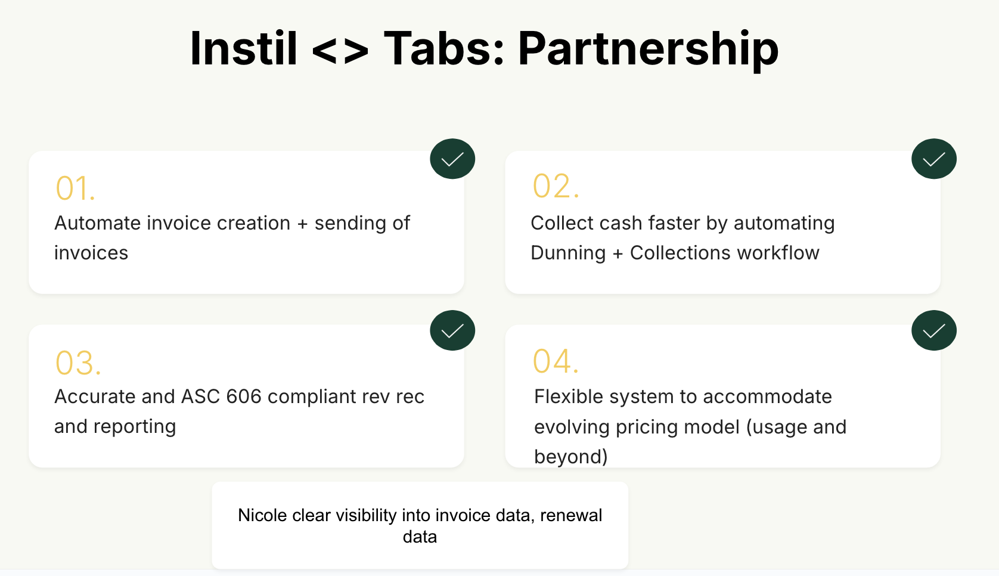 Instil <> Tabs: Partnership
01.
Automate invoice creation + sending of
invoices
02.
Collect cash faster by automating
Dunning + Collections workflow
03.
Accurate and ASC 606 compliant rev rec
and reporting
04.
Flexible system to accommodate
evolving pricing model (usage and
beyond)
Nicole clear visibility into invoice data, renewal
data